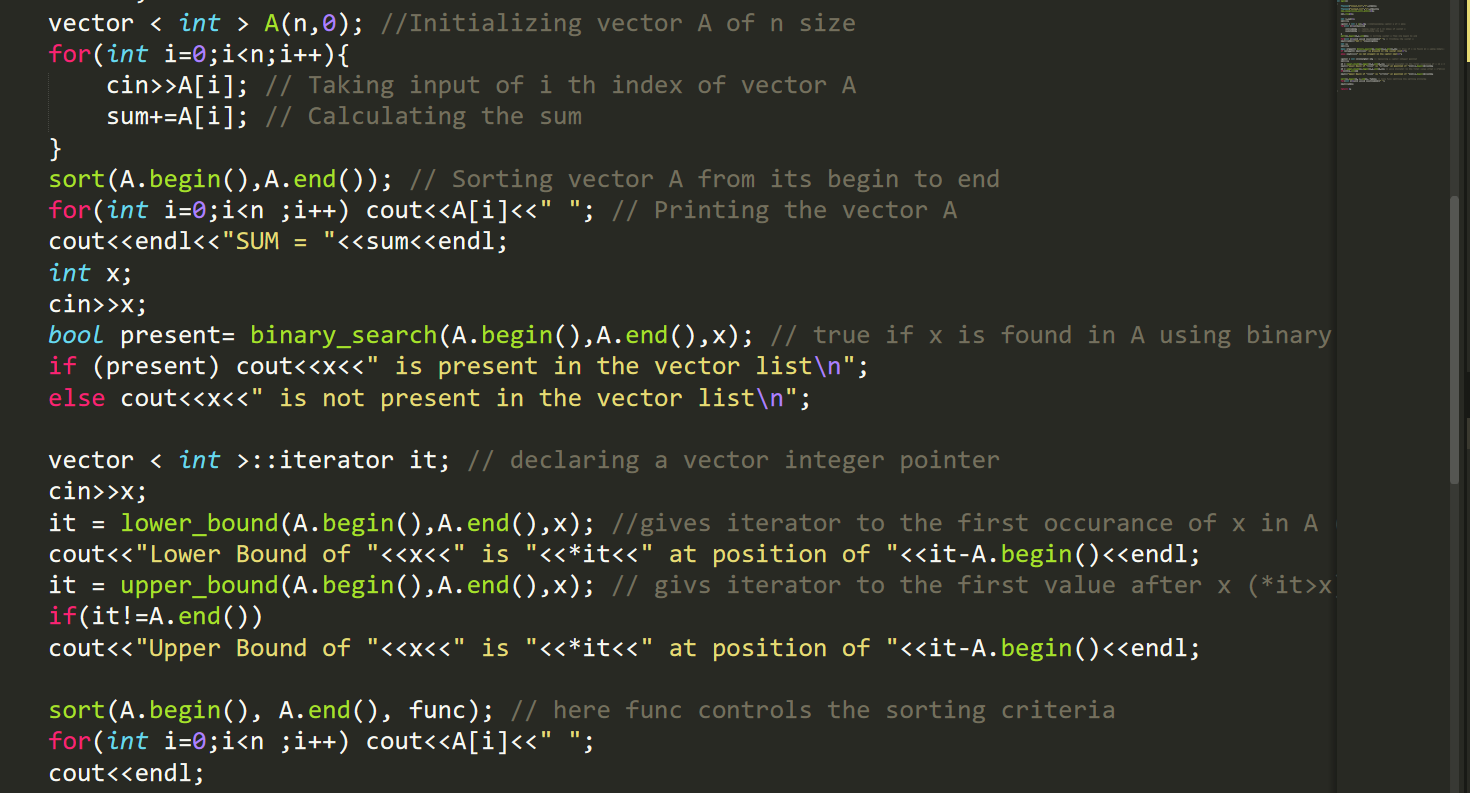 vector < int > A(n,0); //Initializing vector A of n size
for(int i=0;i<n;i++){
    cin>>A[i]; // Taking input of i th index of vector A
    sum+=A[i]; // Calculating the sum
}
sort(A.begin(),A.end()); // Sorting vector A from its begin to end
for(int i=0;i<n ;i++) cout<<A[i]<<" "; // Printing the vector A
cout<<endl<<"SUM = "<<sum<<endl;
int x;
cin>>x;
bool present= binary_search(A.begin(),A.end(),x); // true if x is found in A using binary
if (present) cout<<x<<" is present in the vector list\n";
else cout<<x<<" is not present in the vector list\n";
vector < int >::iterator it; // declaring a vector integer pointer
cin>>x;
it = lower_bound(A.begin(),A.end(),x); //gives iterator to the first occurance of x in A
cout<<"Lower Bound of "<<x<<" is "<<*it<<" at position of "<<it-A.begin()<<endl;
it = upper_bound(A.begin(),A.end(),x); // givs iterator to the first value after x (*it>x
if(it!=A.end())
cout<<"Upper Bound of "<<x<<" is "<<*it<<" at position of "<<it-A.begin()<<endl;
sort(A.begin(), A.end(), func); // here func controls the sorting criteria
for(int i=0;i<n ;i++) cout<<A[i]<<" ";
cout<<endl;